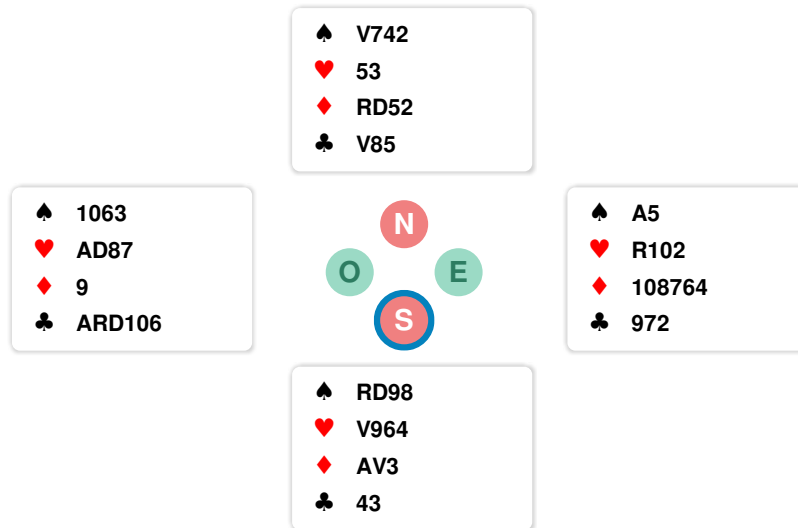 ♠ V742
♥ 53
♦ RD52
♣ V85
♠ 1063
♥ AD87
♦ 9
♣ ARD106
N
O E
S
♠ A5
♥ R102
♦ 108764
♣ 972
♠ RD98
♥ V964
♦ AV3
♣ 43